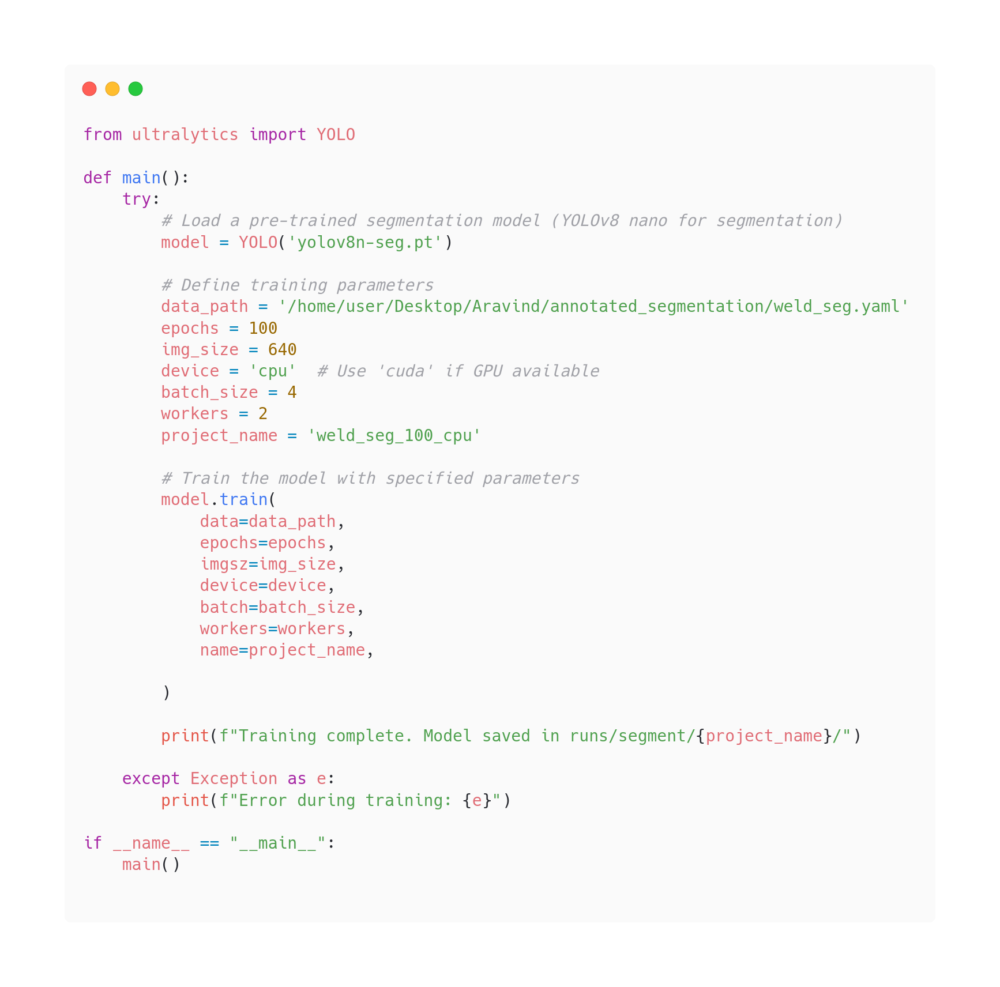 from ultralytics import YOLO

def main():
    try:
        # Load a pre-trained segmentation model (YOLOv8 nano for segmentation)
        model = YOLO('yolov8n-seg.pt')

        # Define training parameters
        data_path = '/home/user/Desktop/Aravind/annotated_segmentation/weld_seg.yaml'
        epochs = 100
        img_size = 640
        device = 'cpu'  # Use 'cuda' if GPU available
        batch_size = 4
        workers = 2
        project_name = 'weld_seg_100_cpu'

        # Train the model with specified parameters
        model.train(
            data=data_path,
            epochs=epochs,
            imgsz=img_size,
            device=device,
            batch=batch_size,
            workers=workers,
            name=project_name,

        )

        print(f"Training complete. Model saved in runs/segment/{project_name}/")

    except Exception as e:
        print(f"Error during training: {e}")

if __name__ == "__main__":
    main()